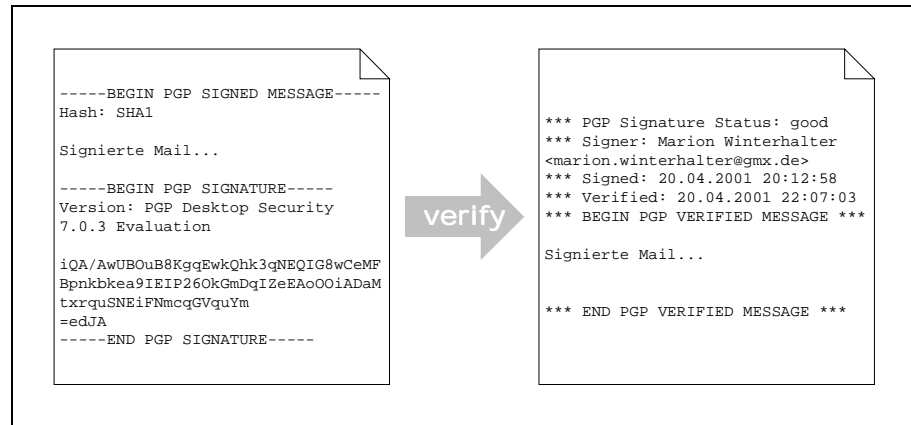 -----BEGIN PGP SIGNED MESSAGE-----
Hash: SHA1
Signierte Mail...
-----BEGIN PGP SIGNATURE-----
Version: PGP Desktop Security
7.0.3 Evaluation
iQA/AwUBOuB8KgqEwkQhk3qNEQIG8wCeMF
Bpnkbkea9IEIP26OkGmDqIZeEAoOOiADaM
txrquSNEiFNmcqGVquYm
=edJA
-----END PGP SIGNATURE-----
verify
*** PGP Signature Status: good
*** Signer: Marion Winterhalter
<marion.winterhalter@gmx.de>
*** Signed: 20.04.2001 20:12:58
*** Verified: 20.04.2001 22:07:03
*** BEGIN PGP VERIFIED MESSAGE ***
Signierte Mail...
*** END PGP VERIFIED MESSAGE ***